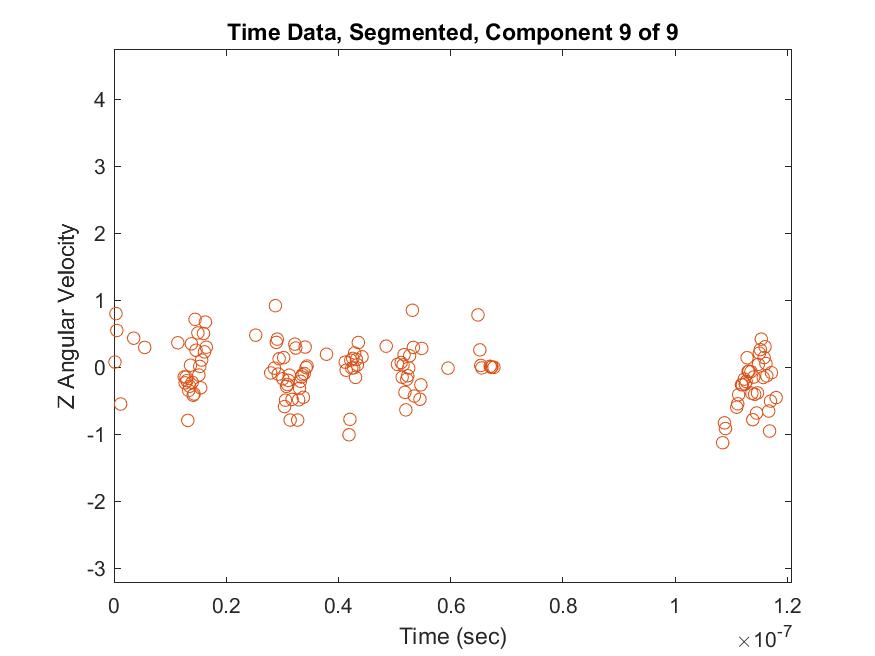 Time Data, Segmented, Component 9 of 9
Z Angular Velocity
4
3
2
1
0
-1
-2
-3
0 0.2 0.4 0.6 0.8 1 1.2
Time (sec)
×10-7